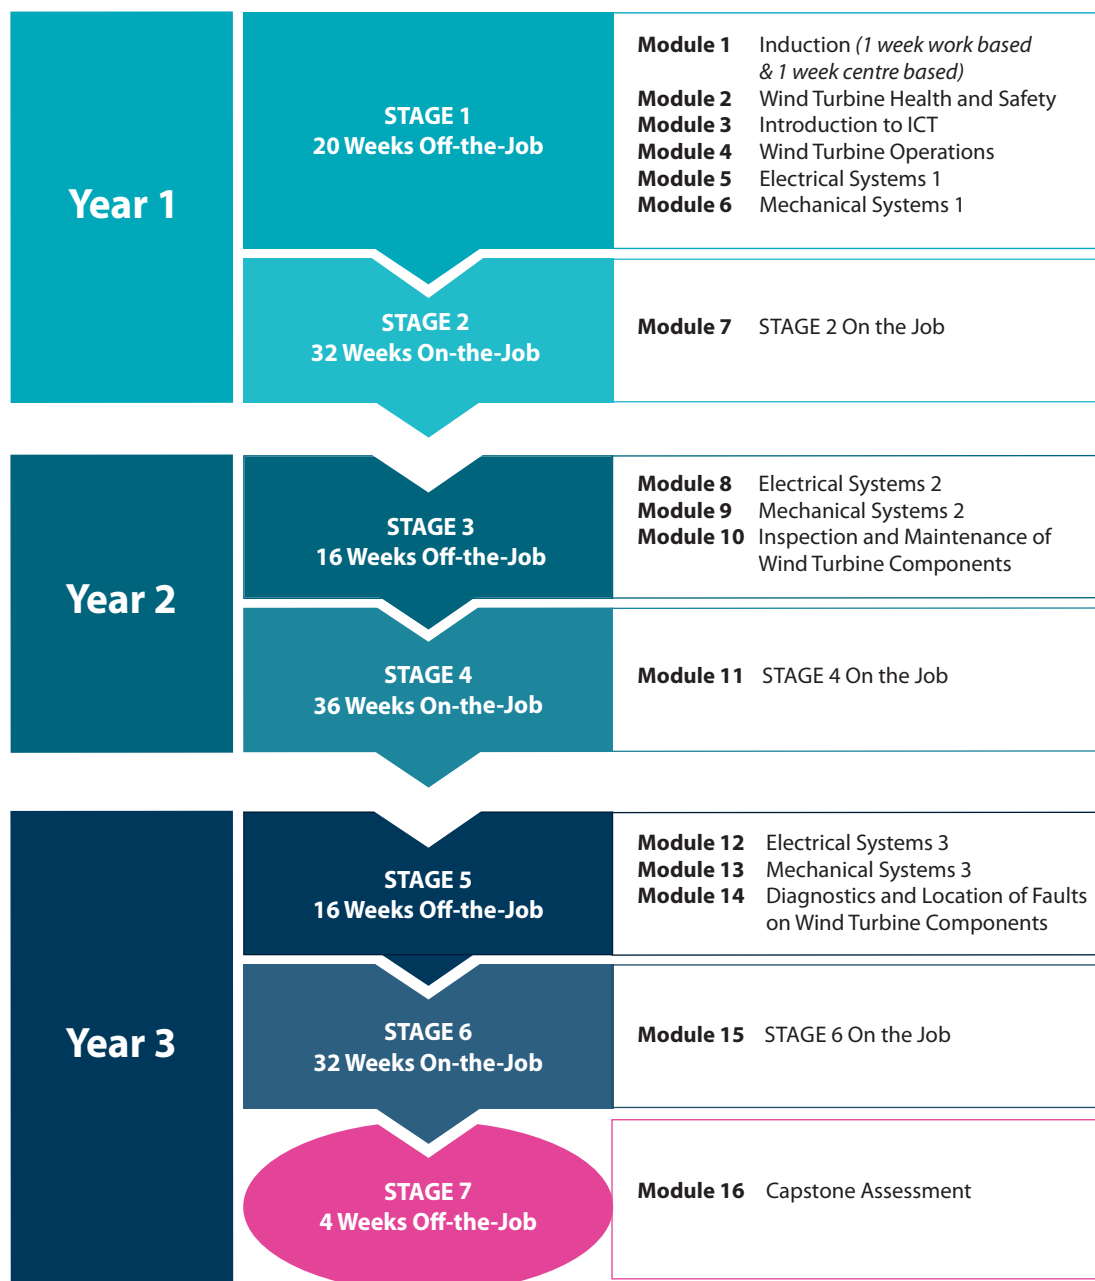 Year 1
STAGE 1
20 Weeks Off-the-Job
Module 1 Induction (1 week work based
& 1 week centre based)
Module 2 Wind Turbine Health and Safety
Module 3 Introduction to ICT
Module 4 Wind Turbine Operations
Module 5 Electrical Systems 1
Module 6 Mechanical Systems 1
STAGE 2
32 Weeks On-the-Job
Module 7 STAGE 2 On the Job
Year 2
STAGE 3
16 Weeks Off-the-Job
Module 8 Electrical Systems 2
Module 9 Mechanical Systems 2
Module 10 Inspection and Maintenance of
Wind Turbine Components
STAGE 4
36 Weeks On-the-Job
Module 11 STAGE 4 On the Job
Year 3
STAGE 5
16 Weeks Off-the-Job
Module 12 Electrical Systems 3
Module 13 Mechanical Systems 3
Module 14 Diagnostics and Location of Faults
on Wind Turbine Components
STAGE 6
32 Weeks On-the-Job
Module 15 STAGE 6 On the Job
STAGE 7
4 Weeks Off-the-Job
Module 16 Capstone Assessment